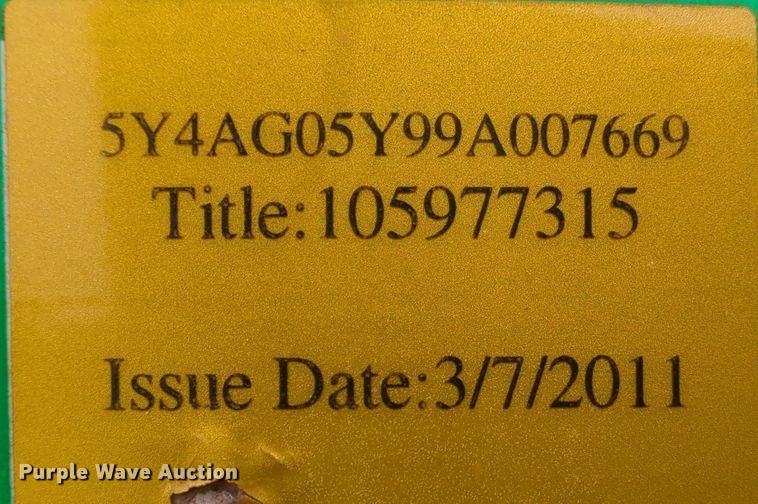 5Y4AG05Y99A007669
Title:105977315
Issue Date:3/7/2011
Purple Wave Auction